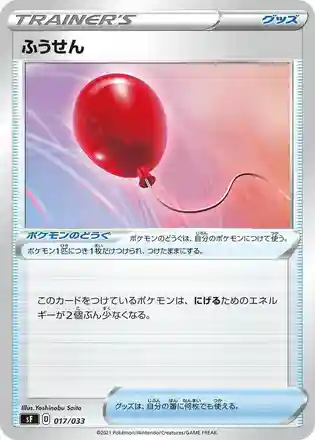 TRAINER'S
グッズ
ふうせん
ポケモンのどうぐ
ポケモンのどうぐは、自分のポケモンにつけて使う。
ポケモン1匹につき1枚だけつけられ、つけたままにする。
このカードをつけているポケモンは、にげるためのエネル
ギーが2個ぶん少なくなる。
Illus.Yoshinobu Saito
sF D 017/033
グッズは、自分の番に何枚でも使える。
©2021 Pokémon/Nintendo/Creatures/GAME FREAK.